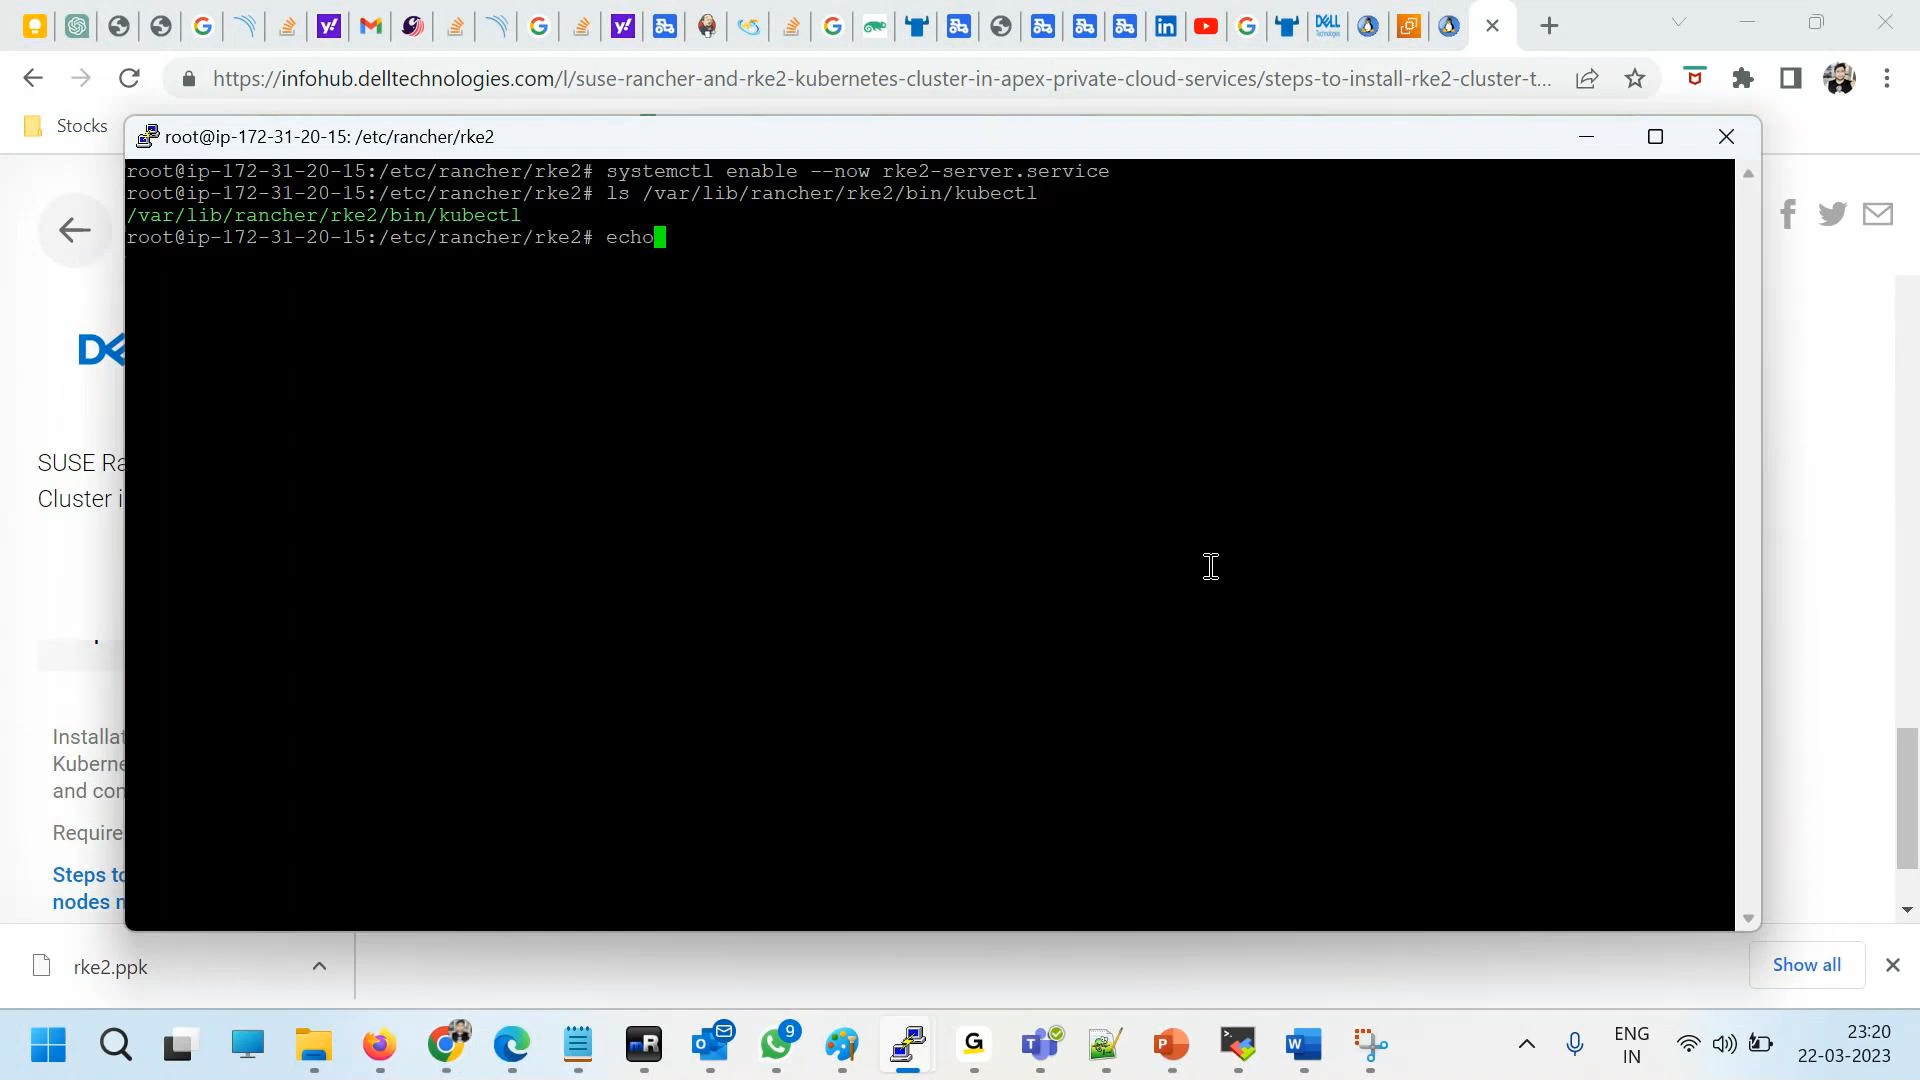 https://infohub.delltechnologies.com/l/suse-rancher-and-rke2-kubernetes-cluster-in-apex-private-cloud-services/steps-to-install-rke2-cluster-t...
Stocks
root@ip-172-31-20-15: /etc/rancher/rke2
root@ip-172-31-20-15:/etc/rancher/rke2# systemctl enable --now rke2-server.service
root@ip-172-31-20-15:/etc/rancher/rke2# ls /var/lib/rancher/rke2/bin/kubectl
/var/lib/rancher/rke2/bin/kubectl
root@ip-172-31-20-15:/etc/rancher/rke2# echo
SUSE Ra
Cluster i
Installat
Kuberne
and con
Require
Steps to
nodes n
rke2.ppk
Show all
9
ENG
IN
23:20
22-03-2023